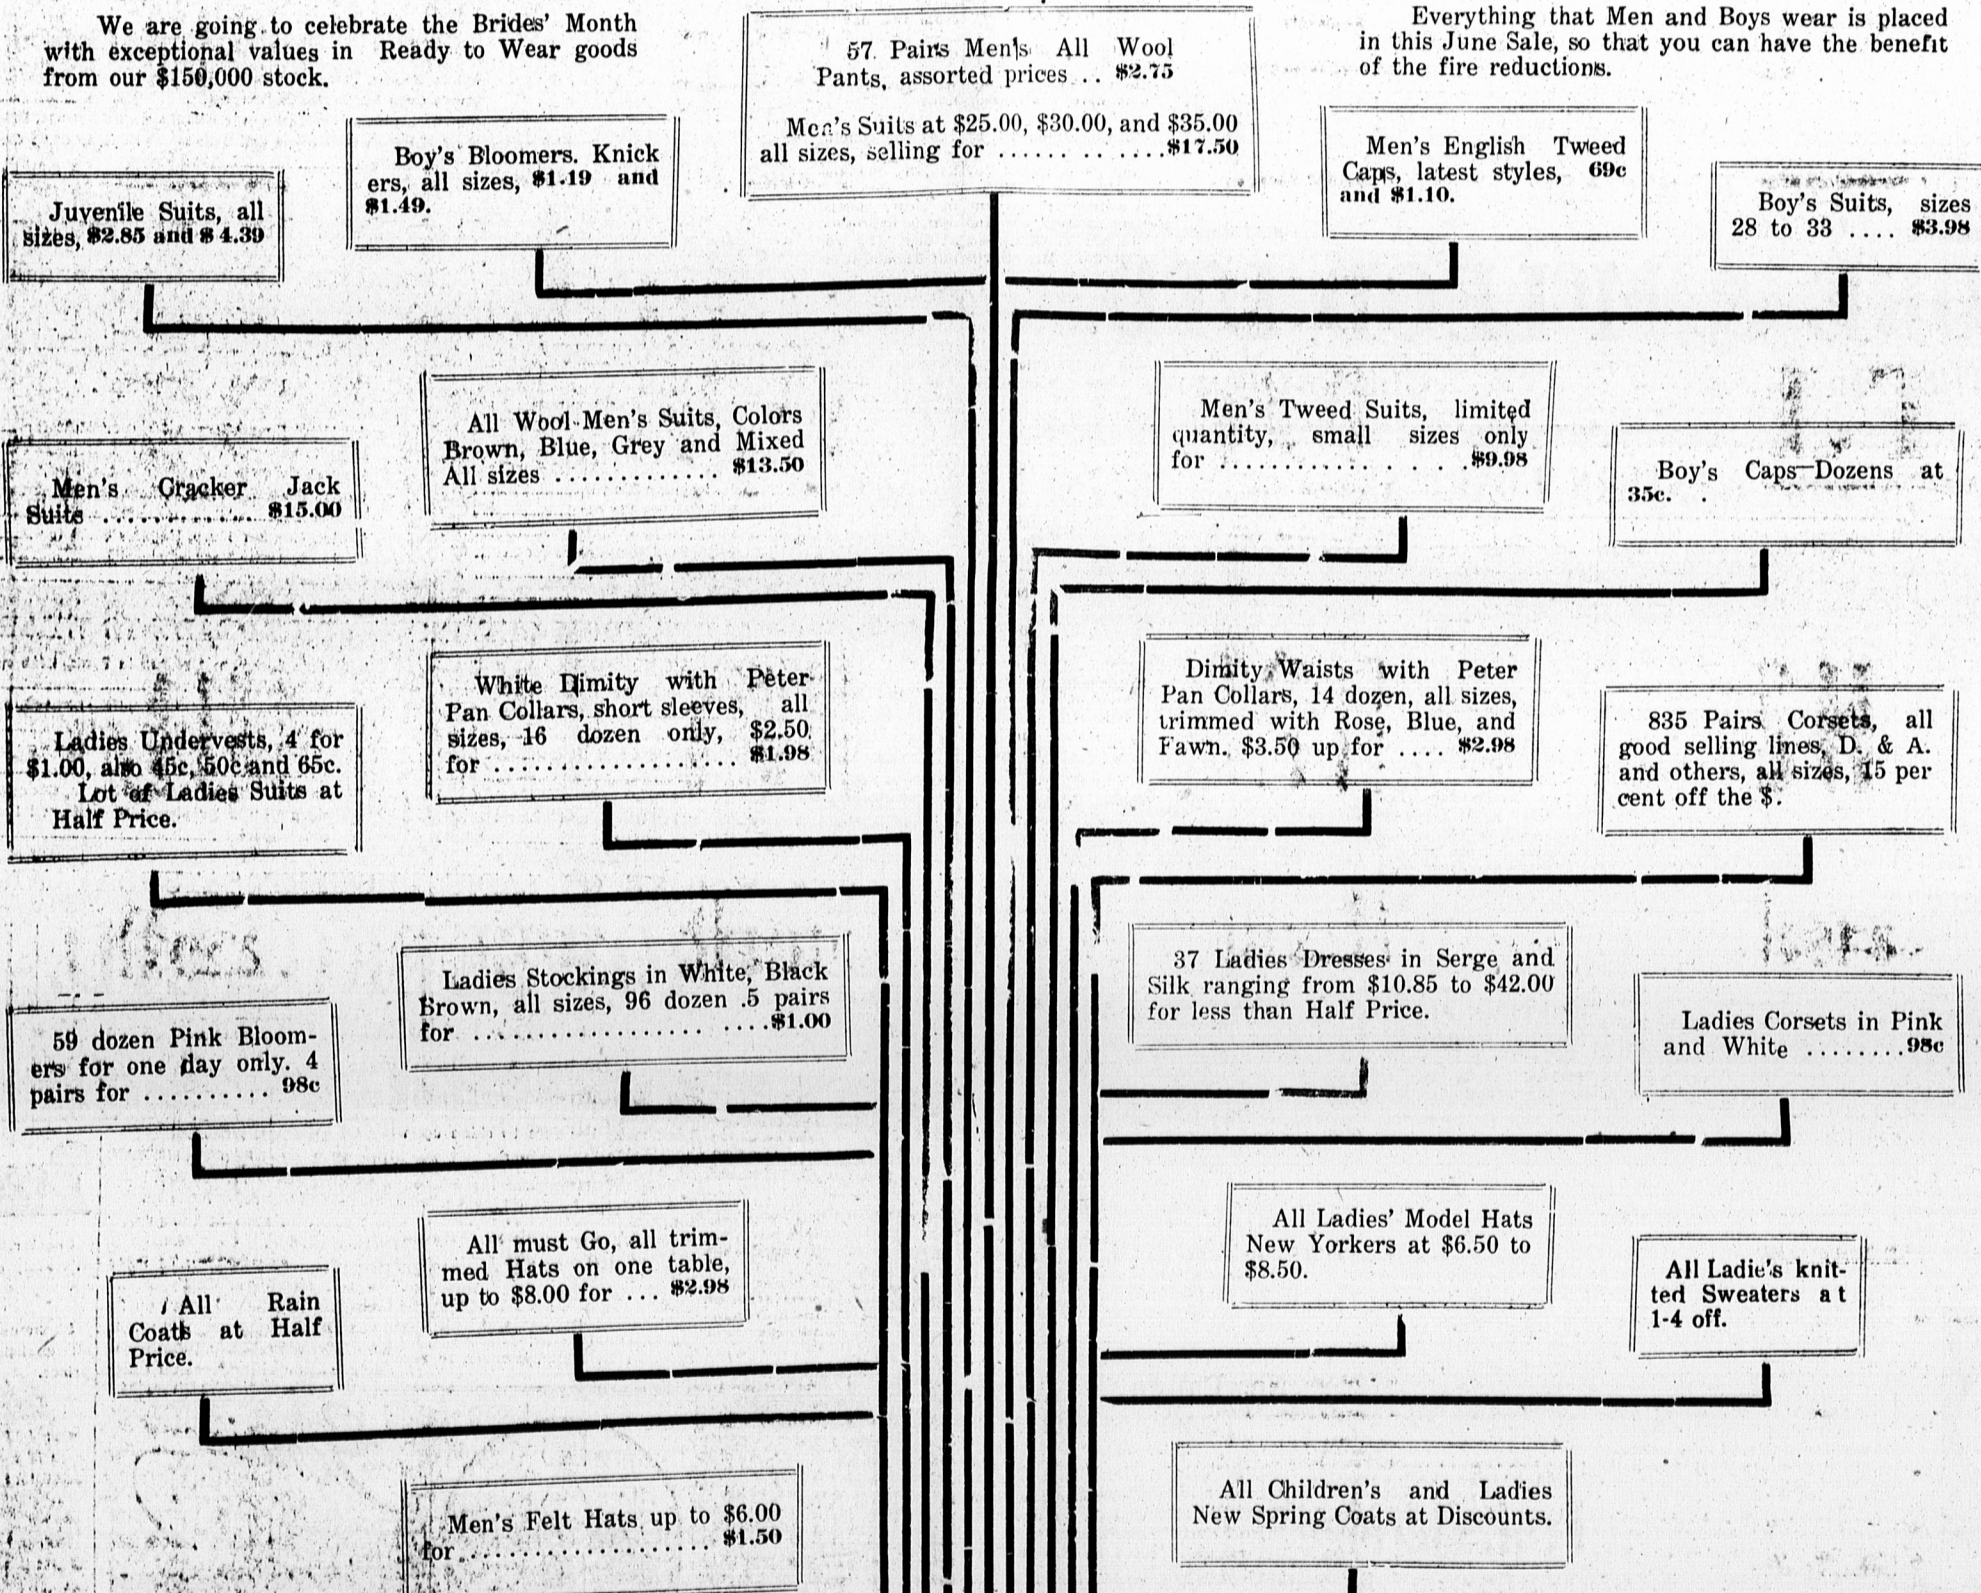 We are going to celebrate the Brides' Month
with exceptional values in Ready to Wear goods
from our $150,000 stock.
57 Pairs Men's All Wool
Pants, assorted prices .. $2.75
Men's Suits at $25.00, $30.00, and $35.00
all sizes, selling for ...... .. ....$17.50
Everything that Men and Boys wear is placed
in this June Sale, so that you can have the benefit
of the fire reductions.
Juvenile Suits, all
sizes, $2.85 and $4.39
Boy's Bloomers. Knick
ers, all sizes, $1.19 and
$1.49.
Men's English Tweed
Caps, latest styles, 69c
and $1.10.
Boy's Suits, sizes
28 to 33 .... $3.98
Men's Cracker Jack
Suits ............ $15.00
All Wool Men's Suits, Colors
Brown, Blue, Grey and Mixed
All sizes ............. $13.50
Men's Tweed Suits, limited
quantity, small sizes only
for ............. . . . .$9.98
Boy's Caps—Dozens at
35c.
Ladies Undervests, 4 for
$1.00, also 45c, 50c and 65c.
Lot of Ladies Suits at
Half Price.
White Dimity with Peter
Pan Collars, short sleeves, all
sizes, 16 dozen only, $2.50
for ................... $1.98
Dimity Waists with Peter
Pan Collars, 14 dozen, all sizes,
trimmed with Rose, Blue, and
Fawn. $3.50 up for .... $2.98
835 Pairs Corsets, all
good selling lines, D. & A.
and others, all sizes, 15 per
cent off the $.
59 dozen Pink Bloom-
ers for one day only. 4
pairs for .......... 98c
Ladies Stockings in White, Black
Brown, all sizes, 96 dozen .5 pairs
for .................. ....$1.00
37 Ladies Dresses in Serge and
Silk ranging from $10.85 to $42.00
for less than Half Price.
Ladies Corsets in Pink
and White ........98c
All Rain
Coats at Half
Price.
All must Go, all trim-
med Hats on one table,
up to $8.00 for ... $2.98
All Ladies' Model Hats
New Yorkers at $6.50 to
$8.50.
All Ladie's knit-
ted Sweaters at
1-4 off.
Men's Felt Hats up to $6.00
for..................... $1.50
All Children's and Ladies
New Spring Coats at Discounts.